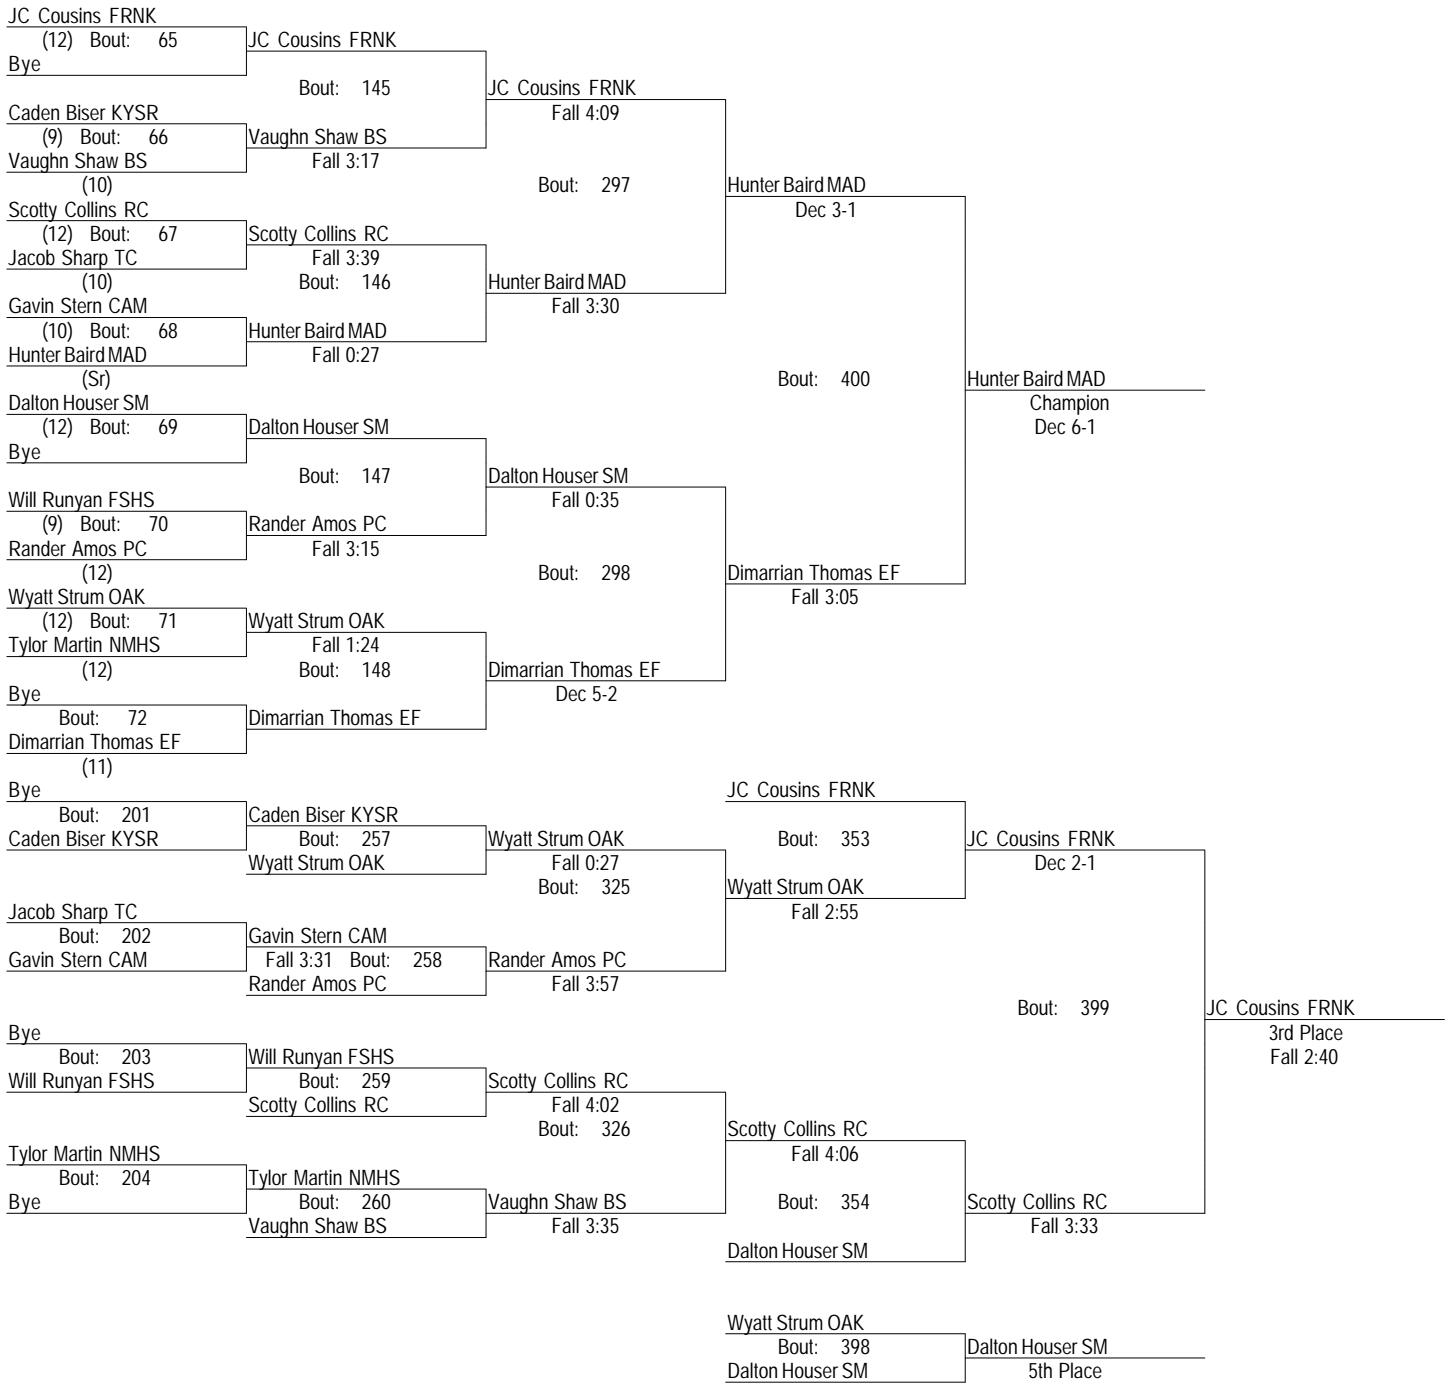 JC Cousins FRNK
(12) Bout: 65 JC Cousins FRNK
Bye
Bout: 145 JC Cousins FRNK
Caden Biser KYSR Fall 4:09
(9) Bout: 66 Vaughn Shaw BS
Vaughn Shaw BS Fall 3:17
(10) Bout: 297 Hunter Baird MAD
Scotty Collins RC Dec 3-1
(12) Bout: 67 Scotty Collins RC
Jacob Sharp TC Fall 3:39
(10) Bout: 146 Hunter Baird MAD
Gavin Stern CAM Fall 3:30
(10) Bout: 68 Hunter Baird MAD
Hunter Baird MAD Fall 0:27
(Sr) Bout: 400 Hunter Baird MAD
Dalton Houser SM Champion
(12) Bout: 69 Dalton Houser SM Dec 6-1
Bye
Bout: 147 Dalton Houser SM
Will Runyan FSHS Fall 0:35
(9) Bout: 70 Rander Amos PC
Rander Amos PC Fall 3:15
(12) Bout: 298 Dimarrian Thomas EF
Wyatt Strum OAK Fall 3:05
(12) Bout: 71 Wyatt Strum OAK
Tylor Martin NMHS Fall 1:24
(12) Bout: 148 Dimarrian Thomas EF
Bye Dec 5-2
Bout: 72 Dimarrian Thomas EF
Dimarrian Thomas EF
(11)
Bye JC Cousins FRNK
Bout: 201 Caden Biser KYSR
Caden Biser KYSR Bout: 257 Wyatt Strum OAK Bout: 353 JC Cousins FRNK
Wyatt Strum OAK Fall 0:27 Dec 2-1
Bout: 325 Wyatt Strum OAK
Jacob Sharp TC Fall 2:55
Bout: 202 Gavin Stern CAM
Gavin Stern CAM Fall 3:31 Bout: 258 Rander Amos PC
Rander Amos PC Fall 3:57
Bout: 399 JC Cousins FRNK
Bye 3rd Place
Bout: 203 Will Runyan FSHS Fall 2:40
Will Runyan FSHS Bout: 259 Scotty Collins RC
Scotty Collins RC Fall 4:02
Bout: 326 Scotty Collins RC
Tylor Martin NMHS Fall 4:06
Bout: 204 Tylor Martin NMHS
Bye Bout: 260 Vaughn Shaw BS Bout: 354 Scotty Collins RC
Vaughn Shaw BS Fall 3:35 Fall 3:33
Dalton Houser SM
Wyatt Strum OAK
Bout: 398 Dalton Houser SM
Dalton Houser SM 5th Place